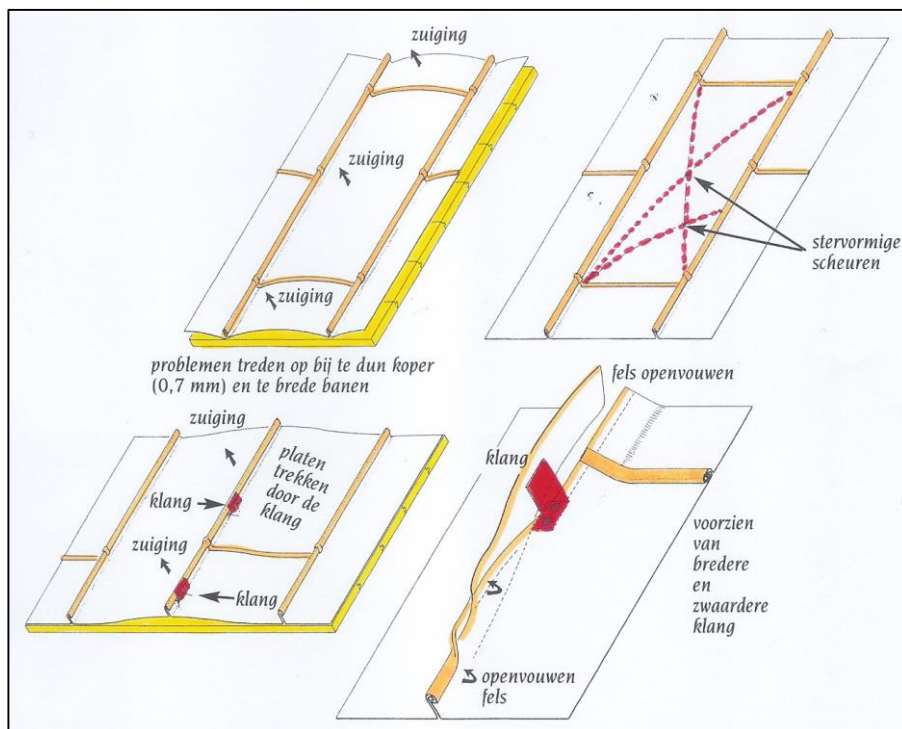 zuiging
zuiging
zuiging
stervormige
scheuren
problemen treden op bij te dun koper
(0,7 mm) en te brede banen
zuiging
platen
trekken
door de
klang
klang
zuiging
klang
fels openvouwen
klang
voorzien
van
bredere
en
zwaardere
klang
openvouwen
fels